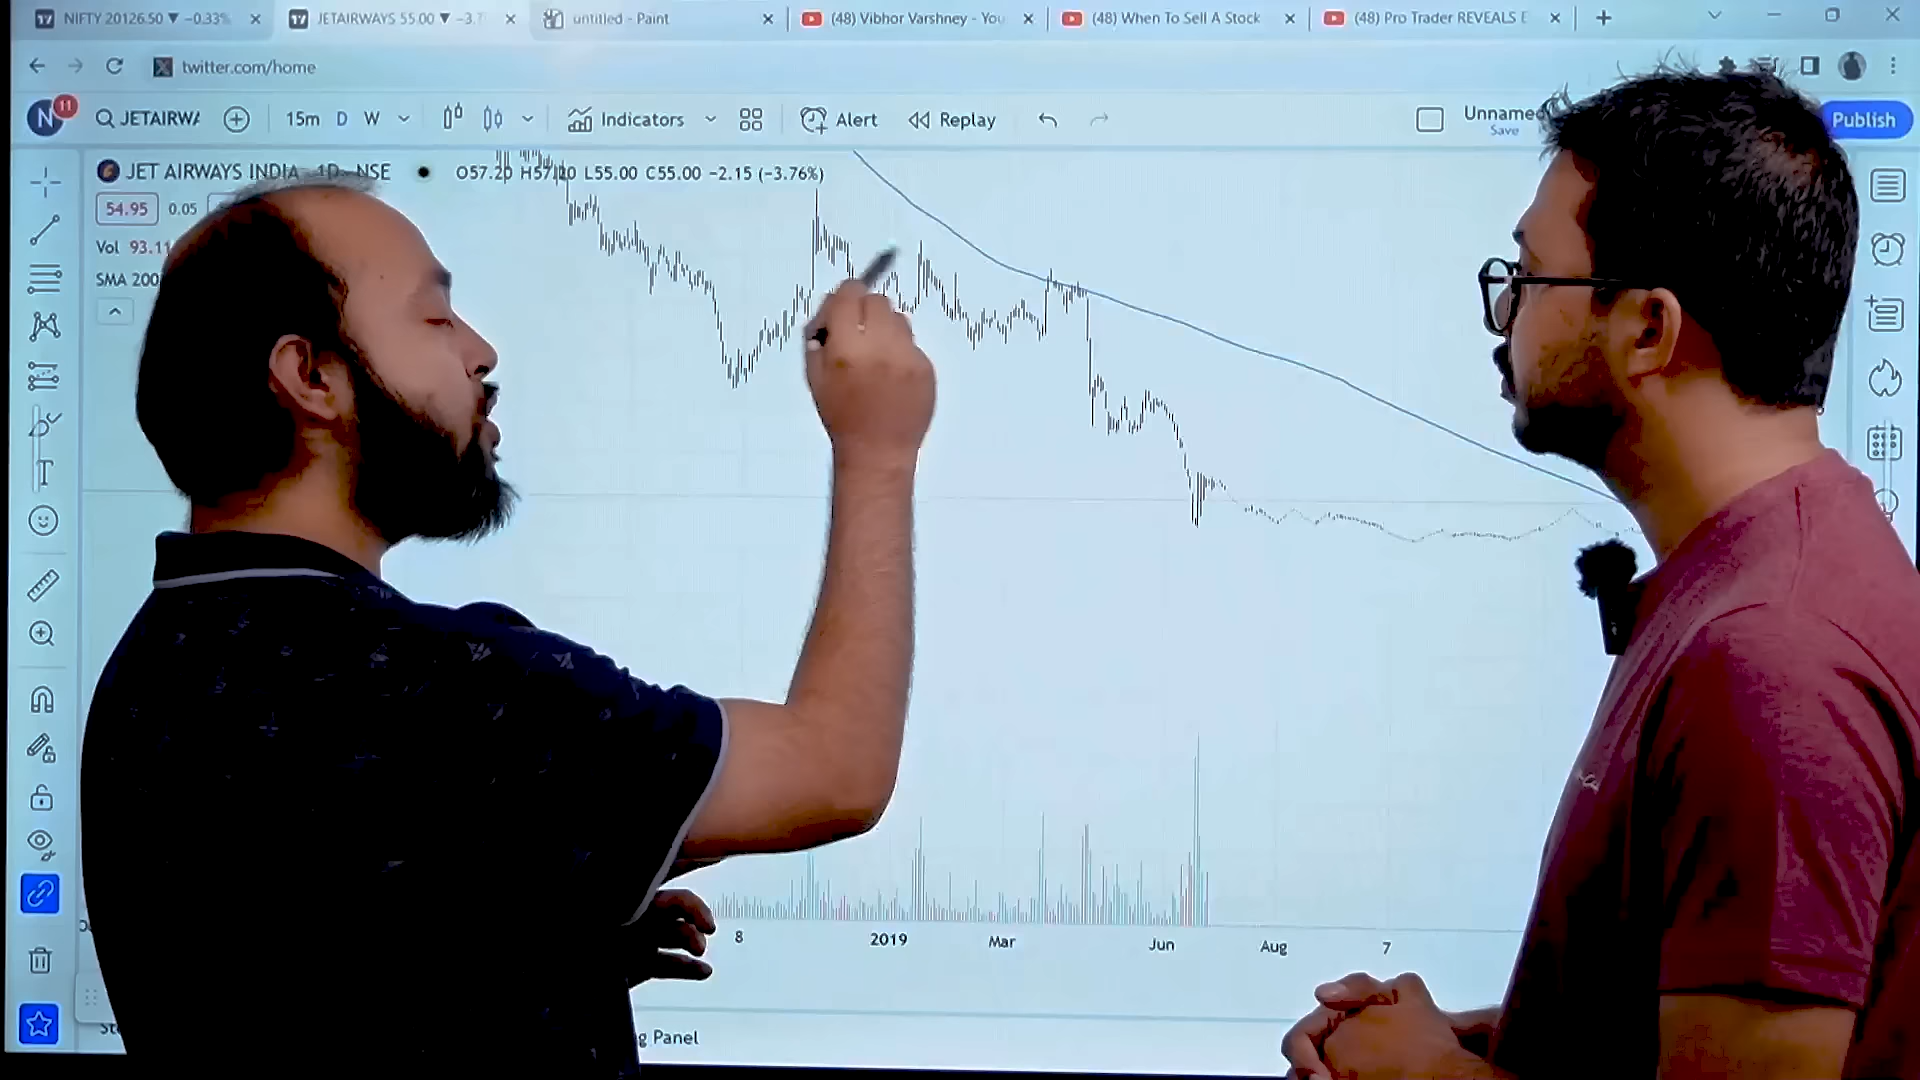 NIFTY 20126.50 ▼ −0.33%
JETAIRWAYS 55.00 ▼ −3.7
untitled - Paint
(48) Vibhor Varshney - You
(48) When To Sell A Stock
(48) Pro Trader REVEALS E
twitter.com/home
N 11
JETAIRWA
15m D W
Indicators
Alert
Replay
Unnamed
Save
Publish
JET AIRWAYS INDIA 1D NSE
O57.20 H57.20 L55.00 C55.00 −2.15 (−3.76%)
54.95 0.05
Vol 93.11
SMA 200
8 2019 Mar Jun Aug 7
g Panel